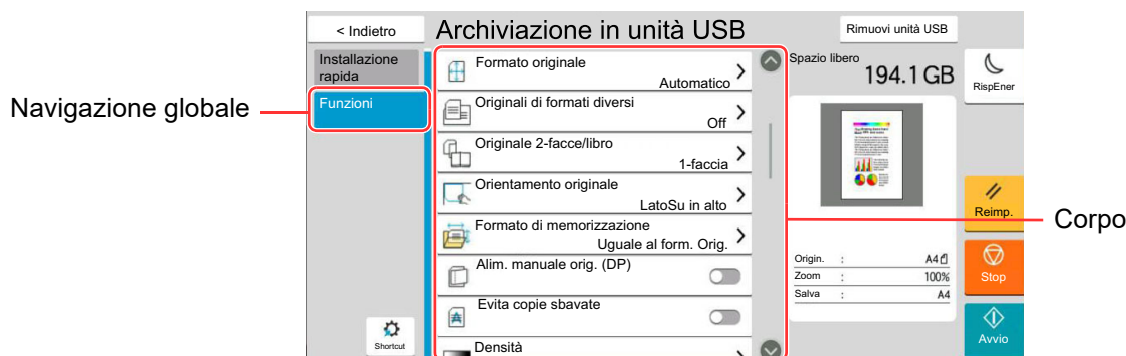 < Indietro
Archiviazione in unità USB
Rimuovi unità USB
Installazione
rapida
Funzioni
Navigazione globale
Formato originale
Automatico
Originali di formati diversi
Off
Originale 2-facce/libro
1-faccia
Orientamento originale
LatoSu in alto
Formato di memorizzazione
Uguale al form. Orig.
Alim. manuale orig. (DP)
Evita copie sbavate
Densità
Shortcut
Spazio libero
194.1 GB
Origin. : A4
Zoom : 100%
Salva : A4
RispEner
Reimp.
Stop
Avvio
Corpo